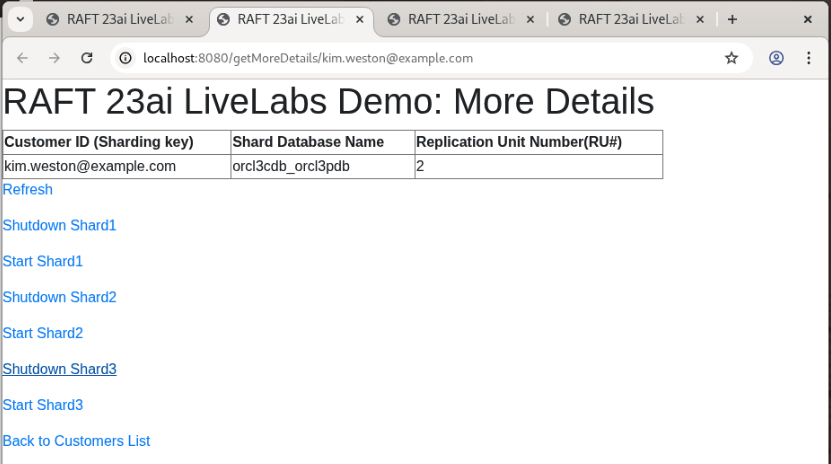 RAFT 23ai LiveLab
RAFT 23ai LiveLab
RAFT 23ai LiveLab
RAFT 23ai LiveLab
localhost:8080/getMoreDetails/kim.weston@example.com
RAFT 23ai LiveLabs Demo: More Details
Customer ID (Sharding key) Shard Database Name Replication Unit Number(RU#)
kim.weston@example.com orcl3cdb_orcl3pdb 2
Refresh
Shutdown Shard1
Start Shard1
Shutdown Shard2
Start Shard2
Shutdown Shard3
Start Shard3
Back to Customers List